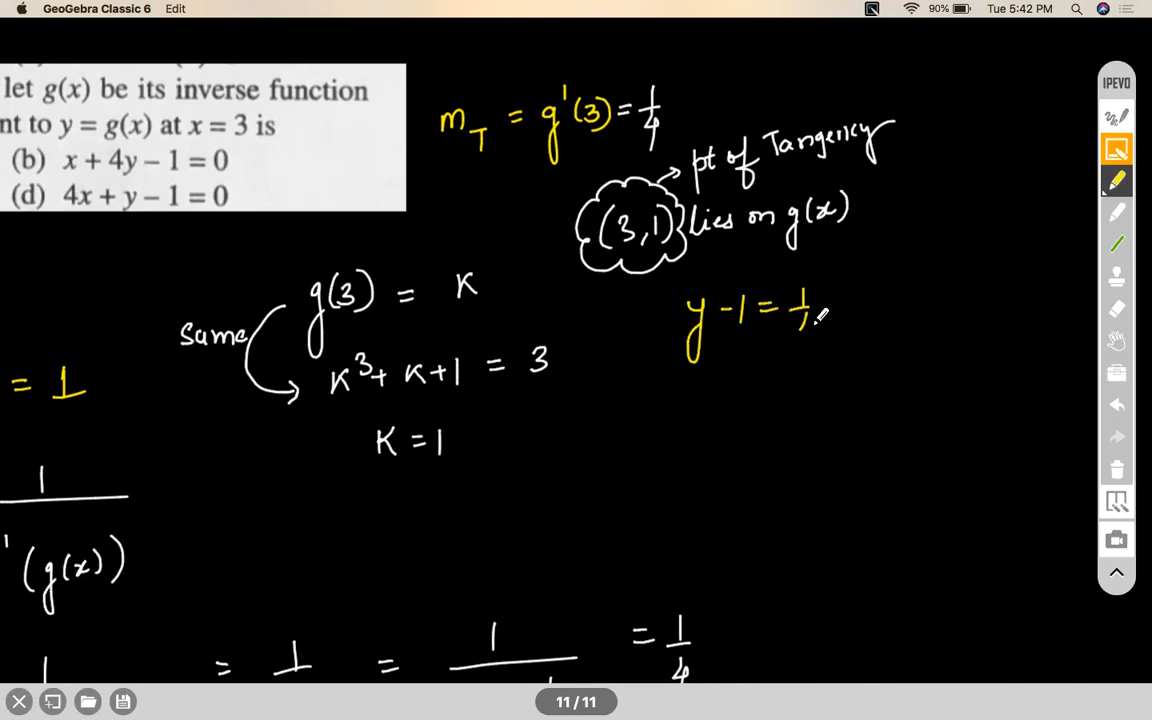 GeoGebra Classic 6 Edit 90% Tue 5:42 PM
let g(x) be its inverse function
nt to y = g(x) at x = 3 is
(b) x + 4y – 1 = 0
(d) 4x + y – 1 = 0
m_T = g'(3) = 1/4
pt of Tangency
(3,1) lies on g(x)
g(3) = K
Same
K³ + K + 1 = 3
K = 1
y - 1 = 1/
= 1
1
'(g(x))
1 = 1 = 1 = 1/4
IPEVO
11/11